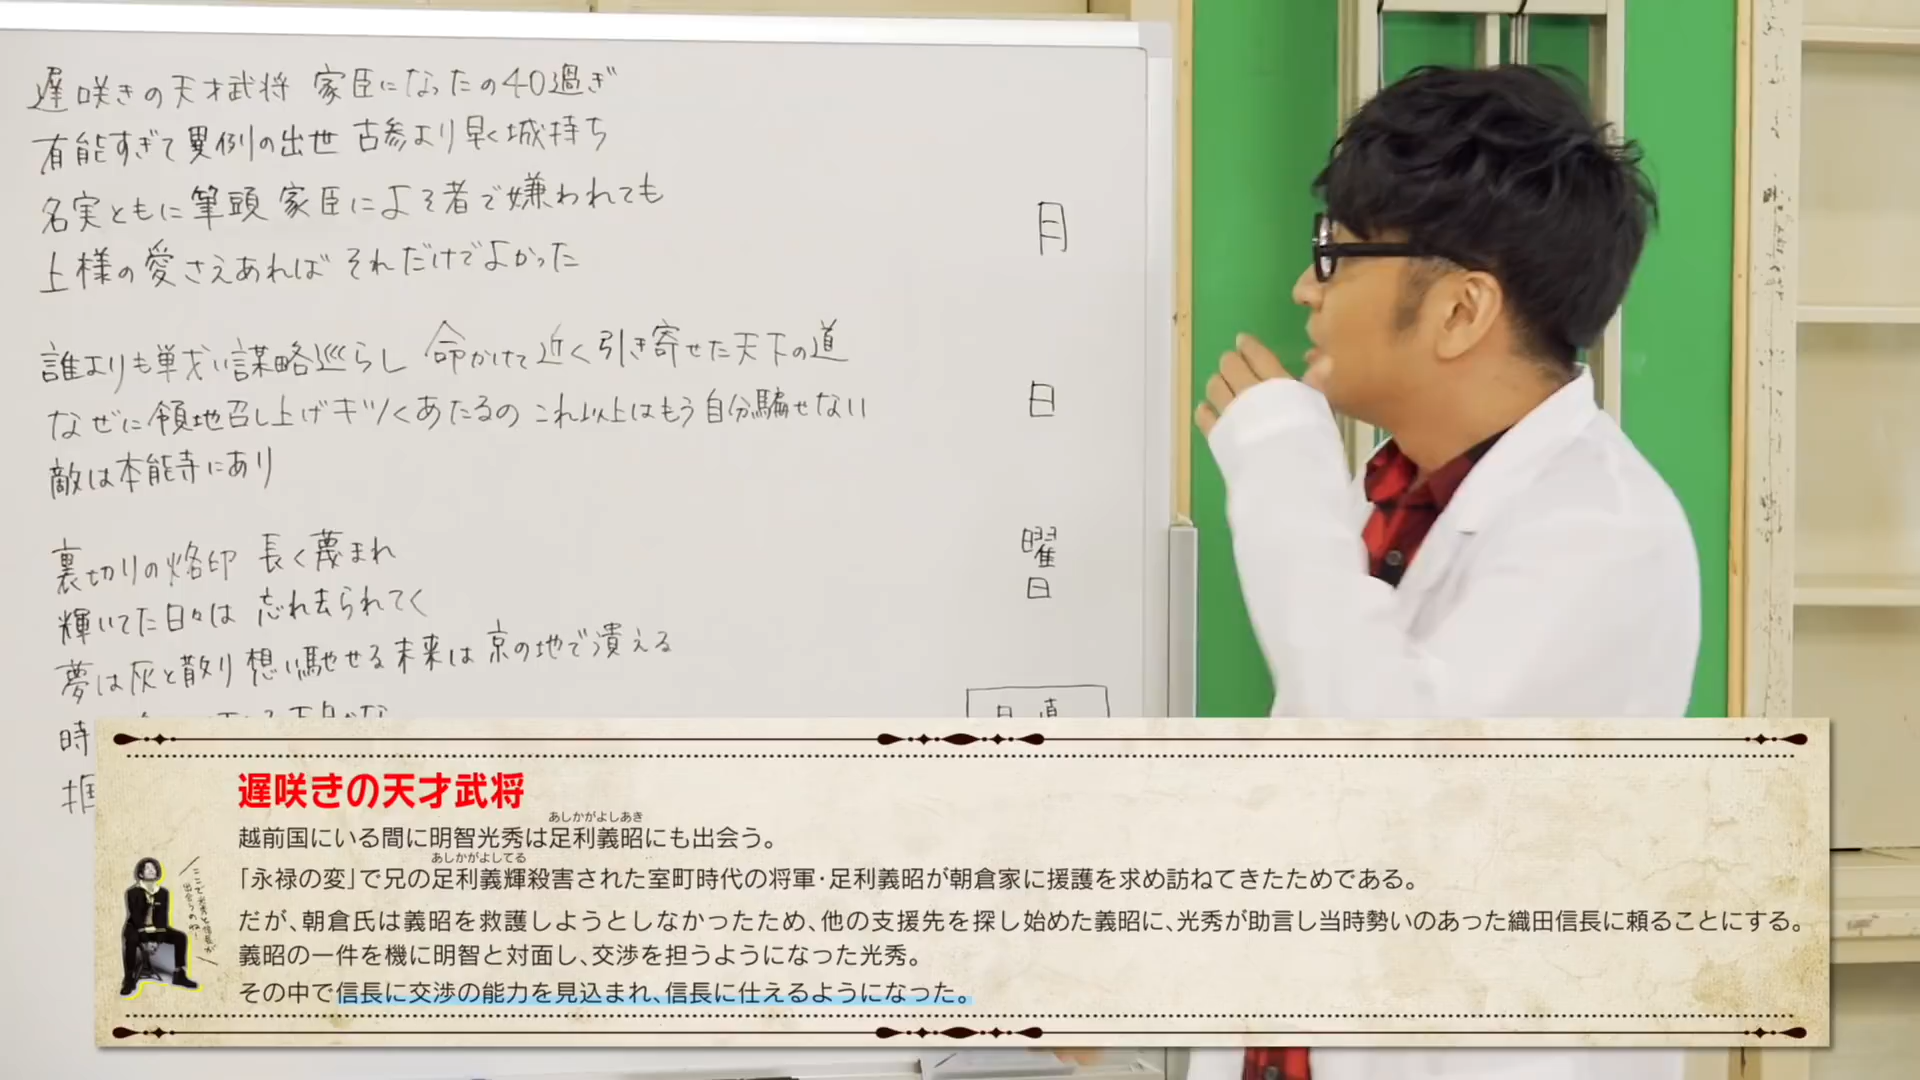 遅咲きの天才武将 家臣になったの40過ぎ
有能すぎて異例の出世 古参より早く城持ち
名実ともに筆頭 家臣によそ者で嫌われても
上様の愛さえあれば それだけでよかった
誰よりも戦い謀略巡らし 命かけて近く引き寄せた天下の道
なぜに領地召し上げキツくあたるの これ以上はもう自分騙せない
敵は本能寺にあり
裏切りの烙印 長く蔑まれ
輝いてた日々は 忘れ去られてく
夢は灰と散り 想い馳せる未来は 京の地で潰える
時
月
日
曜
日
日直
遅咲きの天才武将
あしかがよしあき
越前国にいる間に明智光秀は足利義昭にも出会う。
あしかがよしてる
「永禄の変」で兄の足利義輝殺害された室町時代の将軍・足利義昭が朝倉家に援護を求め訪ねてきたためである。
だが、朝倉氏は義昭を救護しようとしなかったため、他の支援先を探し始めた義昭に、光秀が助言し当時勢いのあった織田信長に頼ることにする。
義昭の一件を機に明智と対面し、交渉を担うようになった光秀。
その中で信長に交渉の能力を見込まれ、信長に仕えるようになった。
ここで光秀と信長が
出会うのね!